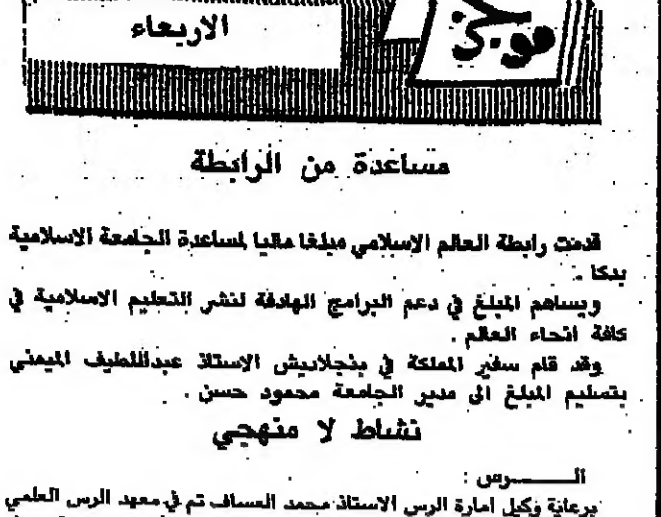 موجز
الاربعاء
مساعدة من الرابطة
قدمت رابطة العالم الاسلامي مبلغا ماليا لمساعدة الجامعة الاسلامية
بدكا .
ويساهم المبلغ في دعم البرامج الهادفة لنشر التعليم الاسلامية في
كافة انحاء العالم .
وقد قام سفير المملكة في بنجلاديش الاستاذ عبداللطيف الميمني
بتسليم المبلغ الى مدير الجامعة محمود حسن .
نشاط لا منهجي
الـــــرس :
برعاية وكيل امارة الرس الاستاذ محمد العساف تم في معهد الرس العلمي